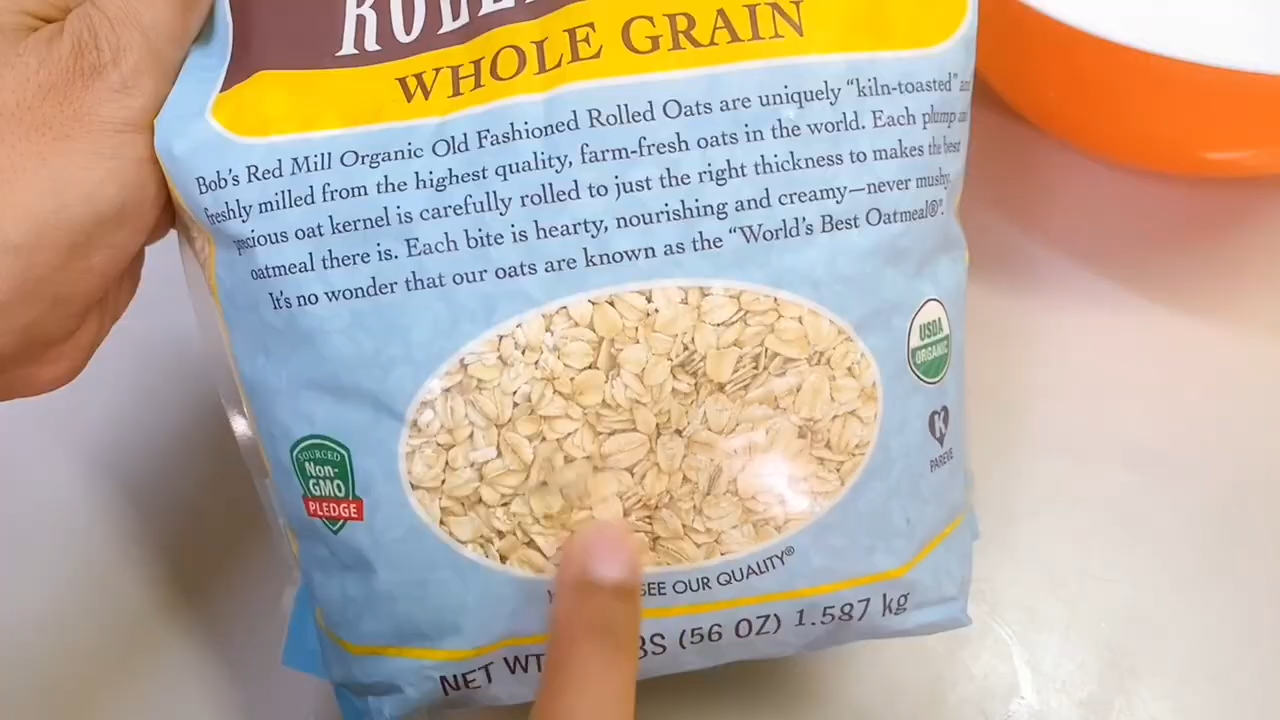 WHOLE GRAIN
Bob's Red Mill Organic Old Fashioned Rolled Oats are uniquely “kiln-toasted”
freshly milled from the highest quality, farm-fresh oats in the world. Each plump
precious oat kernel is carefully rolled to just the right thickness to makes the best
oatmeal there is. Each bite is hearty, nourishing and creamy—never mushy.
It's no wonder that our oats are known as the “World's Best Oatmeal®”.
USDA
ORGANIC
K
PAREVE
SOURCED
Non-
GMO
PLEDGE
SEE OUR QUALITY®
NET WT (56 OZ) 1.587 kg